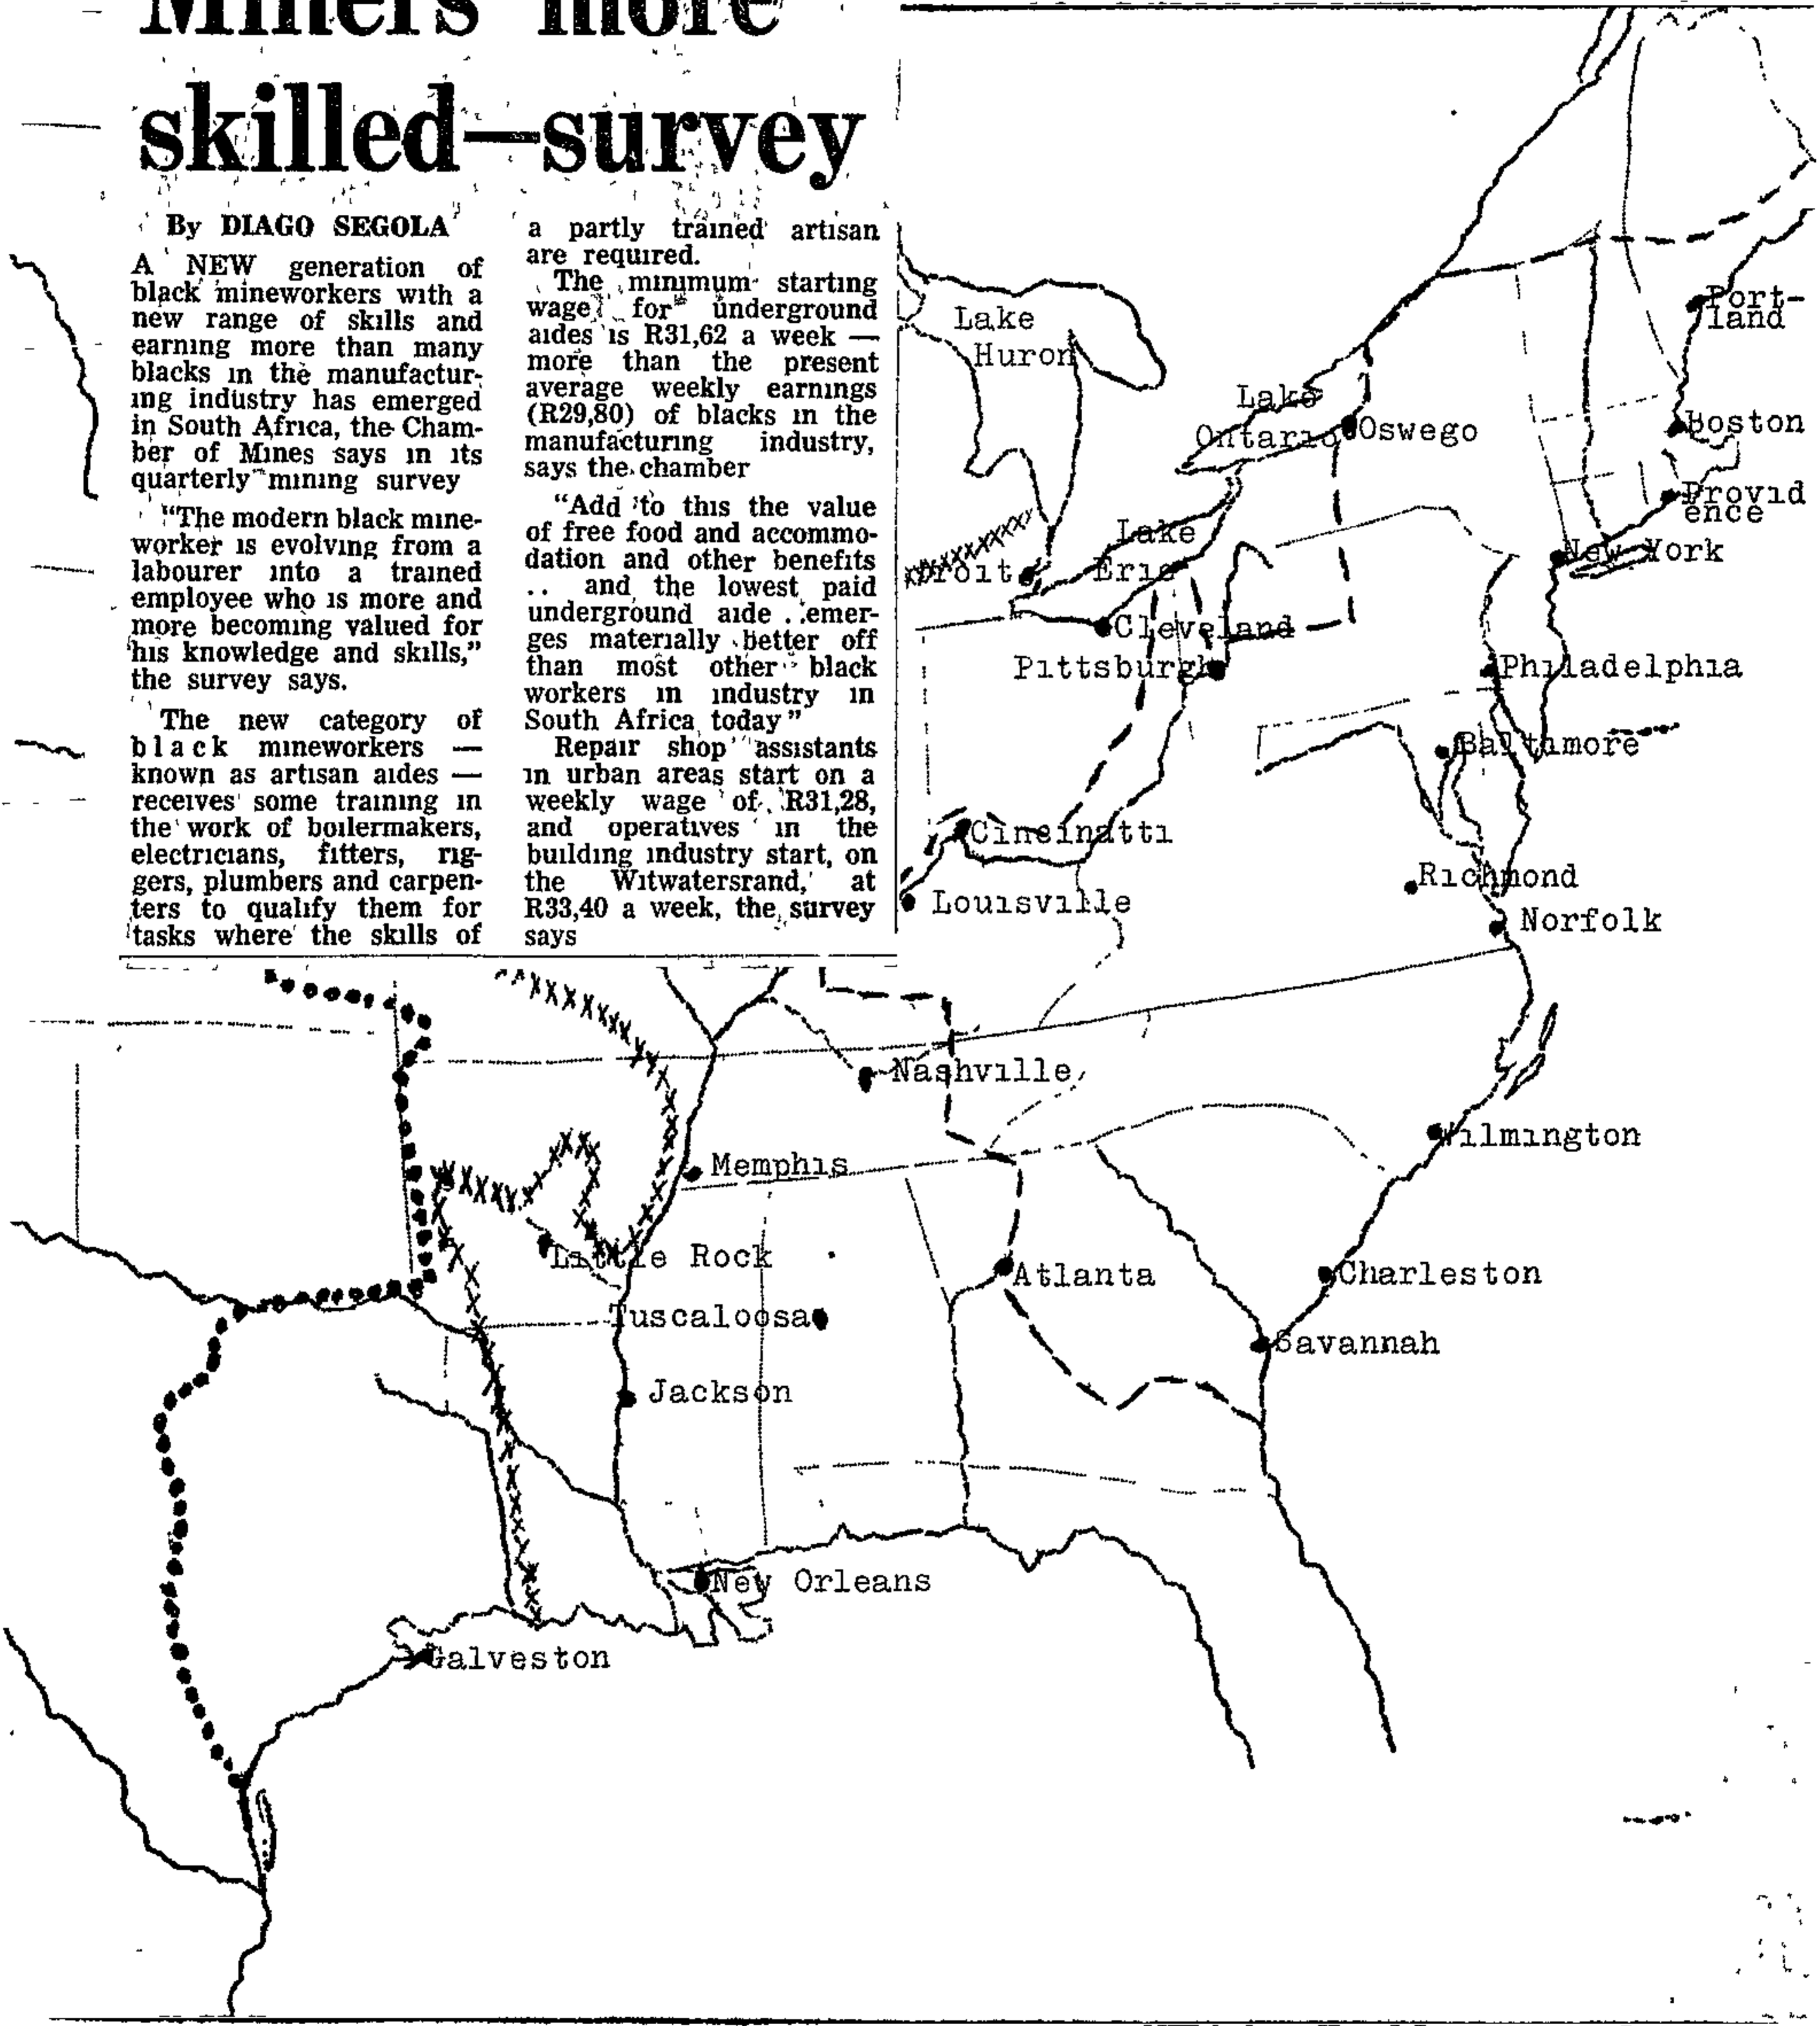 Miners more
skilled—survey
By DIAGO SEGOLA
A NEW generation of
black mineworkers with a
new range of skills and
earning more than many
blacks in the manufactur-
ing industry has emerged
in South Africa, the Cham-
ber of Mines says in its
quarterly mining survey
"The modern black mine-
worker is evolving from a
labourer into a trained
employee who is more and
more becoming valued for
his knowledge and skills,"
the survey says.
The new category of
black mineworkers —
known as artisan aides —
receives some training in
the work of boilermakers,
electricians, fitters, rig-
gers, plumbers and carpen-
ters to qualify them for
tasks where the skills of
a partly trained artisan
are required.
The minimum starting
wage for underground
aides is R31,62 a week —
more than the present
average weekly earnings
(R29,80) of blacks in the
manufacturing industry,
says the chamber
"Add to this the value
of free food and accommo-
dation and other benefits
.. and the lowest paid
underground aide .. emer-
ges materially better off
than most other black
workers in industry in
South Africa today"
Repair shop assistants
in urban areas start on a
weekly wage of R31,28,
and operatives in the
building industry start, on
the Witwatersrand, at
R33,40 a week, the survey
says
Port-
land
Lake
Huron
Lake
Ontario
Oswego
Boston
Provid
ence
Lake
Erie
New York
troit
Cleveland
Pittsburgh
Philadelphia
Baltimore
Cincinatti
Richmond
Louisville
Norfolk
Nashville
Wilmington
Memphis
Little Rock
Atlanta
Charleston
Tuscaloosa
Savannah
Jackson
New Orleans
Galveston